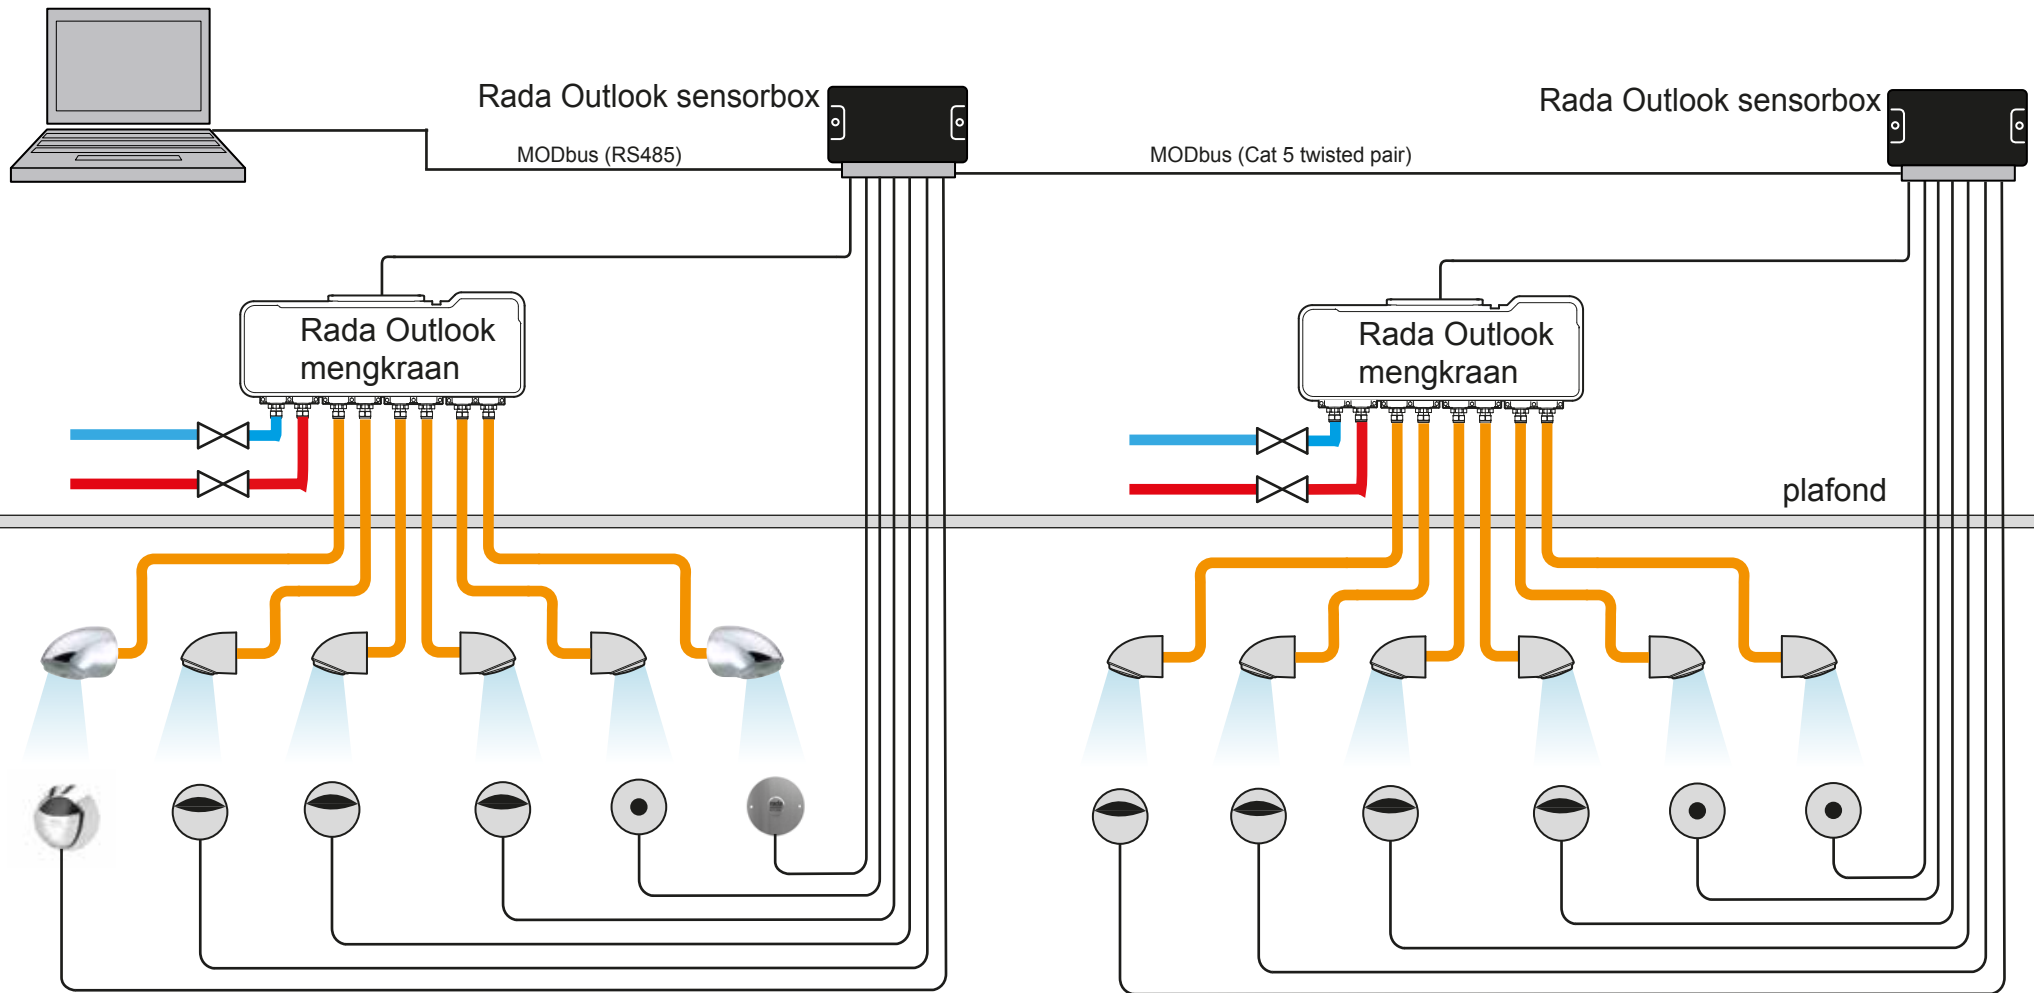 Rada Outlook sensorbox
Rada Outlook sensorbox
MODbus (RS485)
MODbus (Cat 5 twisted pair)
Rada Outlook
mengkraan
Rada Outlook
mengkraan
plafond